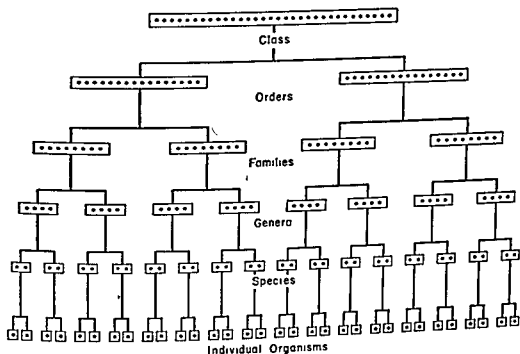 Class
Orders
Families
Genera
Species
Individual Organisms